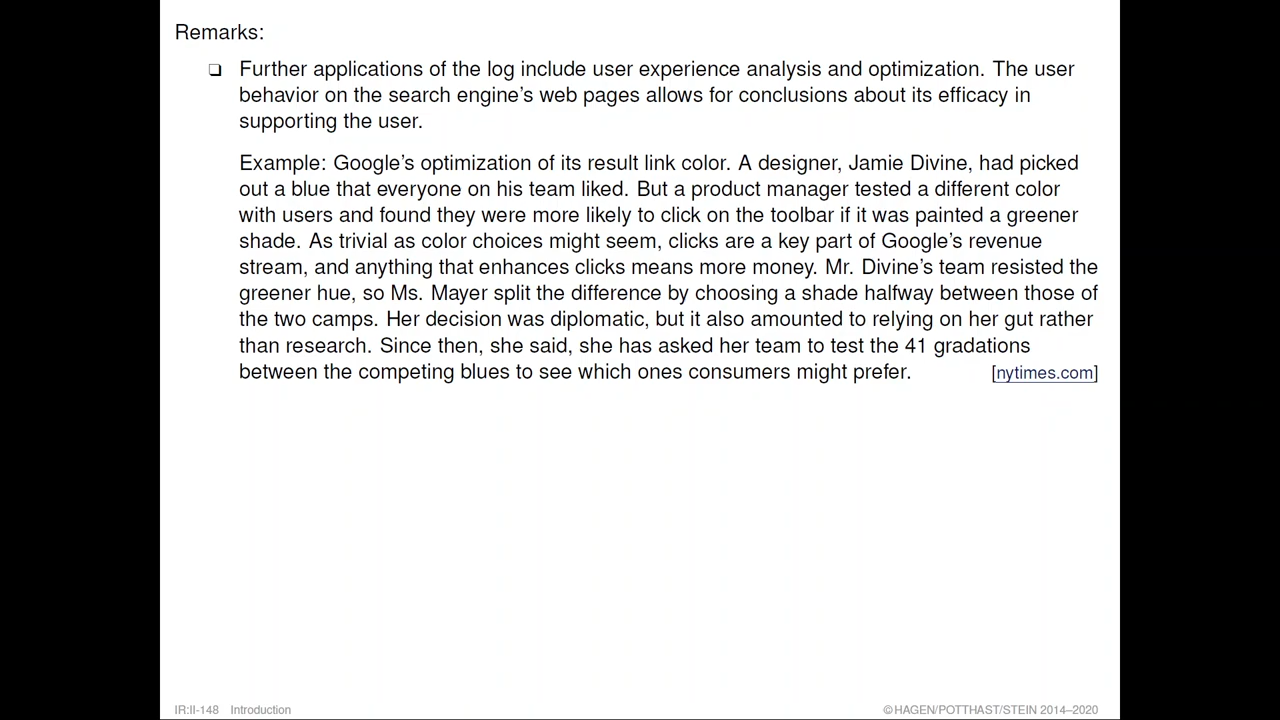 Remarks:
❏ Further applications of the log include user experience analysis and optimization. The user
behavior on the search engine's web pages allows for conclusions about its efficacy in
supporting the user.
Example: Google's optimization of its result link color. A designer, Jamie Divine, had picked
out a blue that everyone on his team liked. But a product manager tested a different color
with users and found they were more likely to click on the toolbar if it was painted a greener
shade. As trivial as color choices might seem, clicks are a key part of Google's revenue
stream, and anything that enhances clicks means more money. Mr. Divine's team resisted the
greener hue, so Ms. Mayer split the difference by choosing a shade halfway between those of
the two camps. Her decision was diplomatic, but it also amounted to relying on her gut rather
than research. Since then, she said, she has asked her team to test the 41 gradations
between the competing blues to see which ones consumers might prefer. [nytimes.com]
IR:II-148 Introduction ©HAGEN/POTTHAST/STEIN 2014–2020